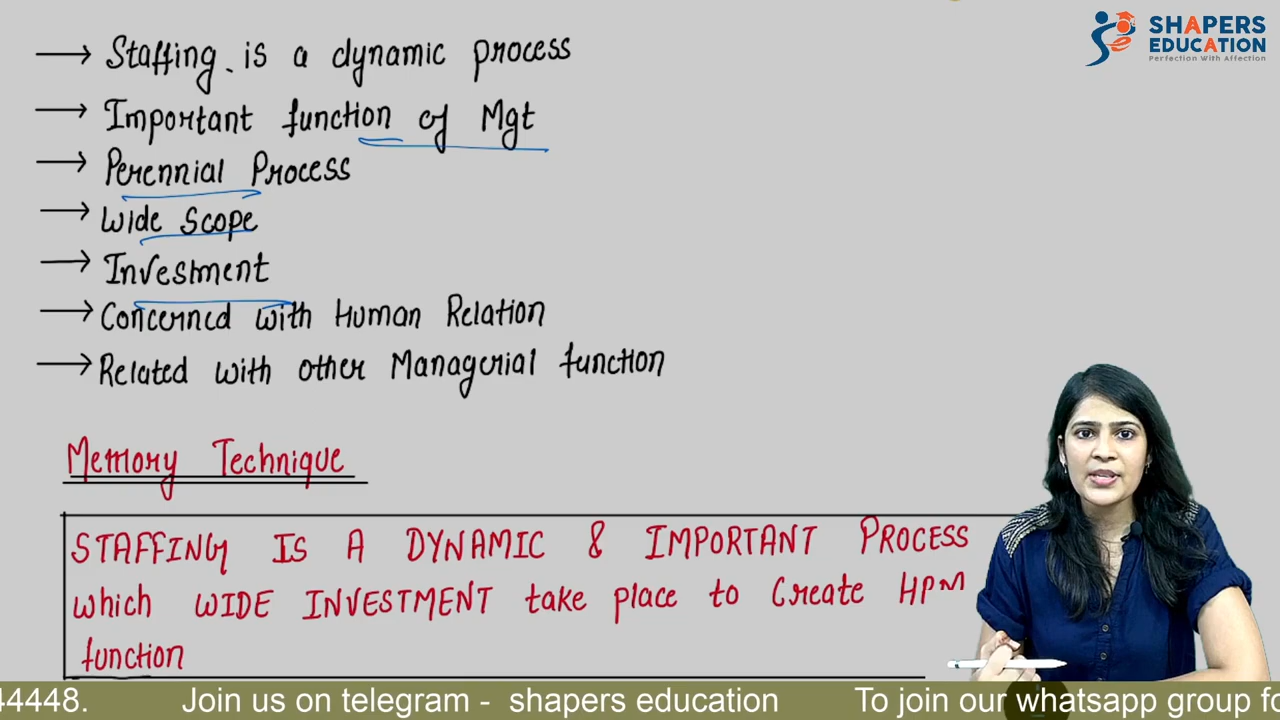 SHAPERS
EDUCATION
Perfection With Affection
→ Staffing is a dynamic process
→ Important function of Mgt
→ Perennial Process
→ Wide Scope
→ Investment
→ Concerned with Human Relation
→ Related with other Managerial function
Memory Technique
STAFFING IS A DYNAMIC & IMPORTANT PROCESS
which WIDE INVESTMENT take place to Create HPM
function
44448. Join us on telegram - shapers education To join our whatsapp group fo